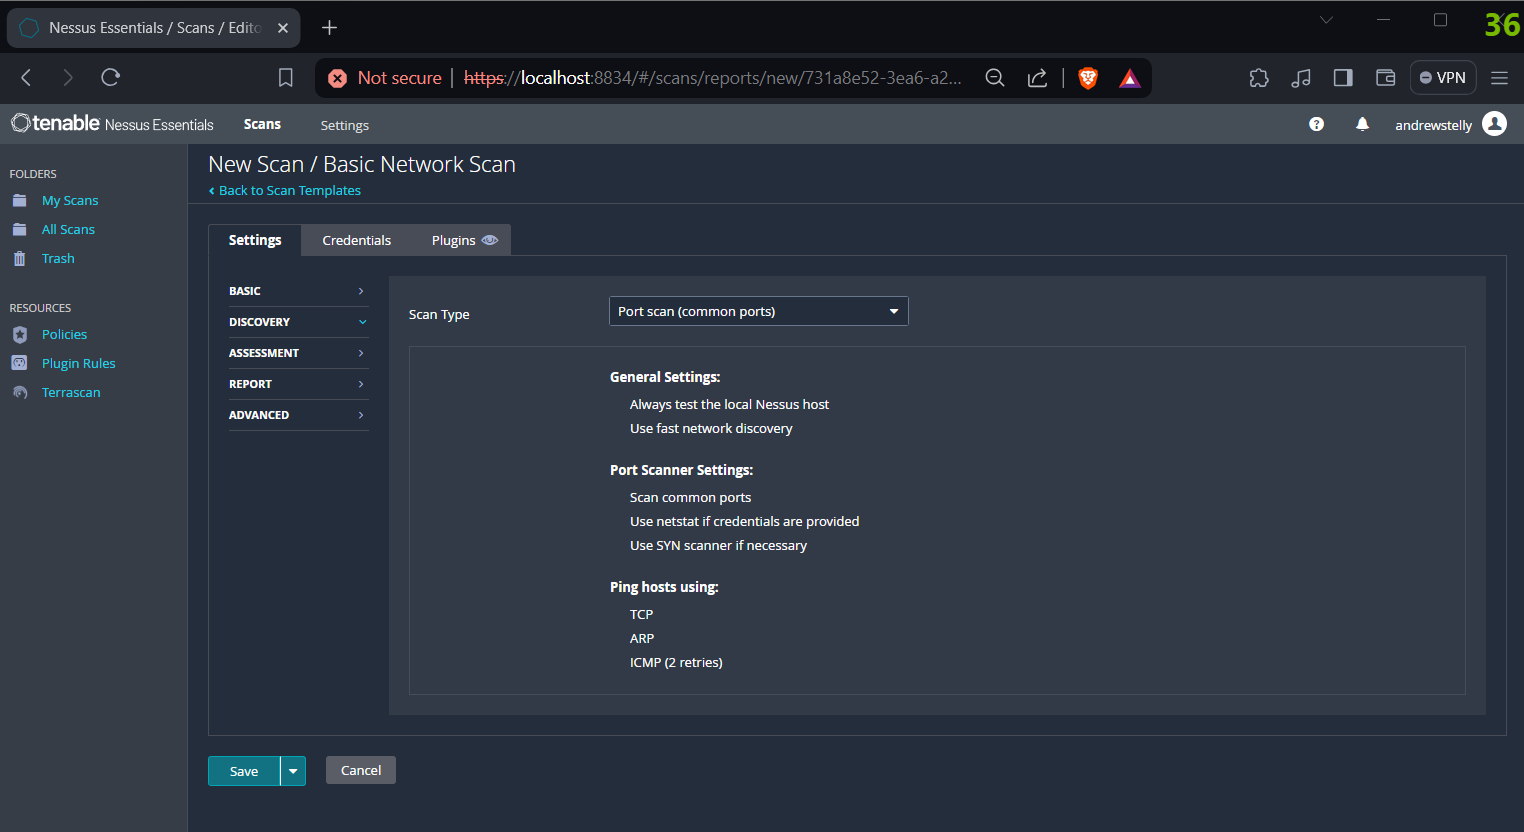 Nessus Essentials / Scans / Edito
36
Not secure
https://localhost:8834/#/scans/reports/new/731a8e52-3ea6-a2...
VPN
tenable Nessus Essentials
Scans
Settings
andrewstelly
FOLDERS
My Scans
All Scans
Trash
RESOURCES
Policies
Plugin Rules
Terrascan
New Scan / Basic Network Scan
Back to Scan Templates
Settings
Credentials
Plugins
BASIC
DISCOVERY
ASSESSMENT
REPORT
ADVANCED
Scan Type
Port scan (common ports)
General Settings:
Always test the local Nessus host
Use fast network discovery
Port Scanner Settings:
Scan common ports
Use netstat if credentials are provided
Use SYN scanner if necessary
Ping hosts using:
TCP
ARP
ICMP (2 retries)
Save
Cancel